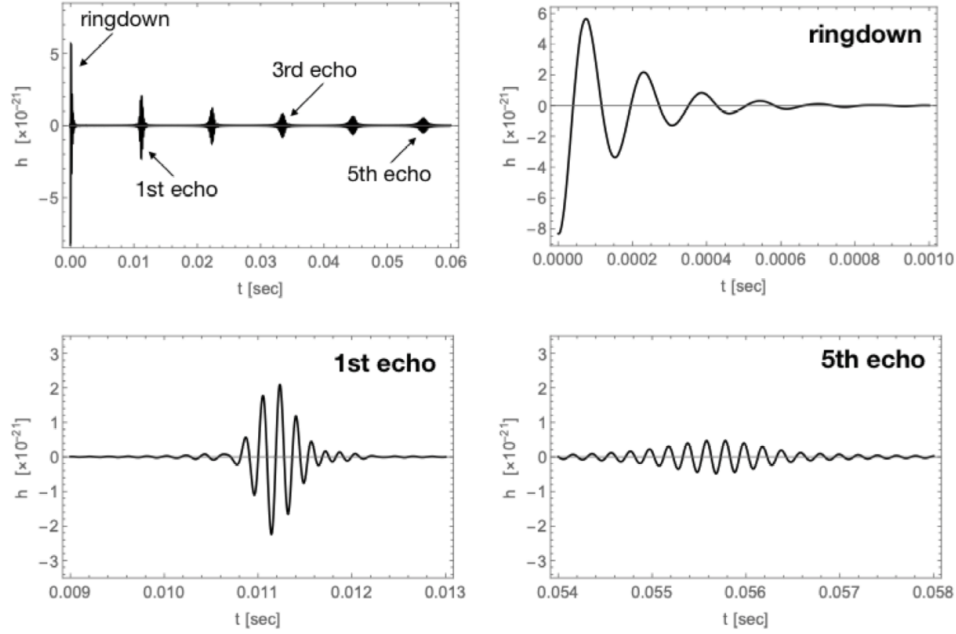 ringdown
3rd echo
1st echo
5th echo
h [×10⁻²¹]
5
0
−5
0.00 0.01 0.02 0.03 0.04 0.05 0.06
t [sec]
ringdown
h [×10⁻²¹]
6
4
2
0
−2
−4
−6
−8
0.0000 0.0002 0.0004 0.0006 0.0008 0.0010
t [sec]
1st echo
h [×10⁻²¹]
3
2
1
0
−1
−2
−3
0.009 0.010 0.011 0.012 0.013
t [sec]
5th echo
h [×10⁻²¹]
3
2
1
0
−1
−2
−3
0.054 0.055 0.056 0.057 0.058
t [sec]